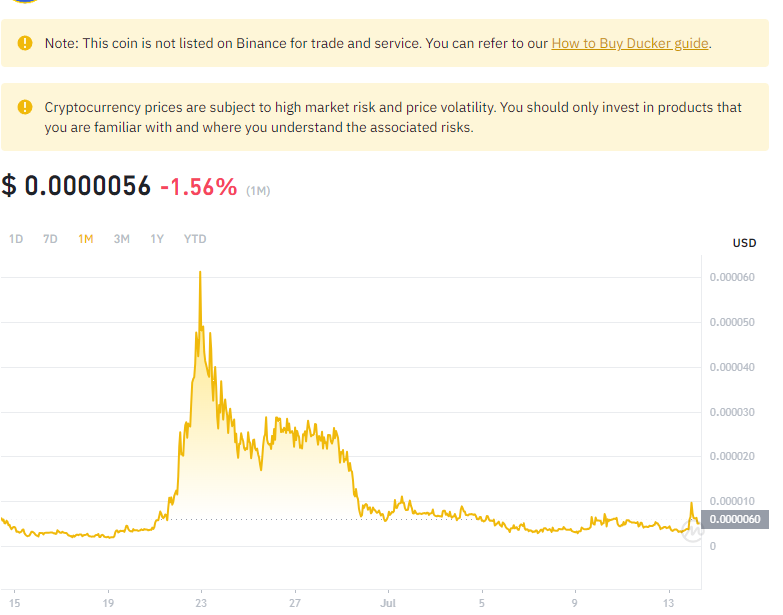 Note: This coin is not listed on Binance for trade and service. You can refer to our How to Buy Ducker guide.
Cryptocurrency prices are subject to high market risk and price volatility. You should only invest in products that
you are familiar with and where you understand the associated risks.
$ 0.0000056 -1.56% (1M)
1D 7D 1M 3M 1Y YTD
USD
0.000060
0.000050
0.000040
0.000030
0.000020
0.000010
0.0000060
0
15 19 23 27 Jul 5 9 13